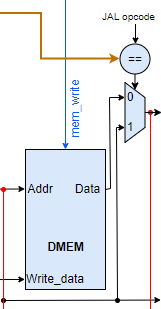 JAL opcode
==
mem_write
0
1
Addr
Data
DMEM
Write_data